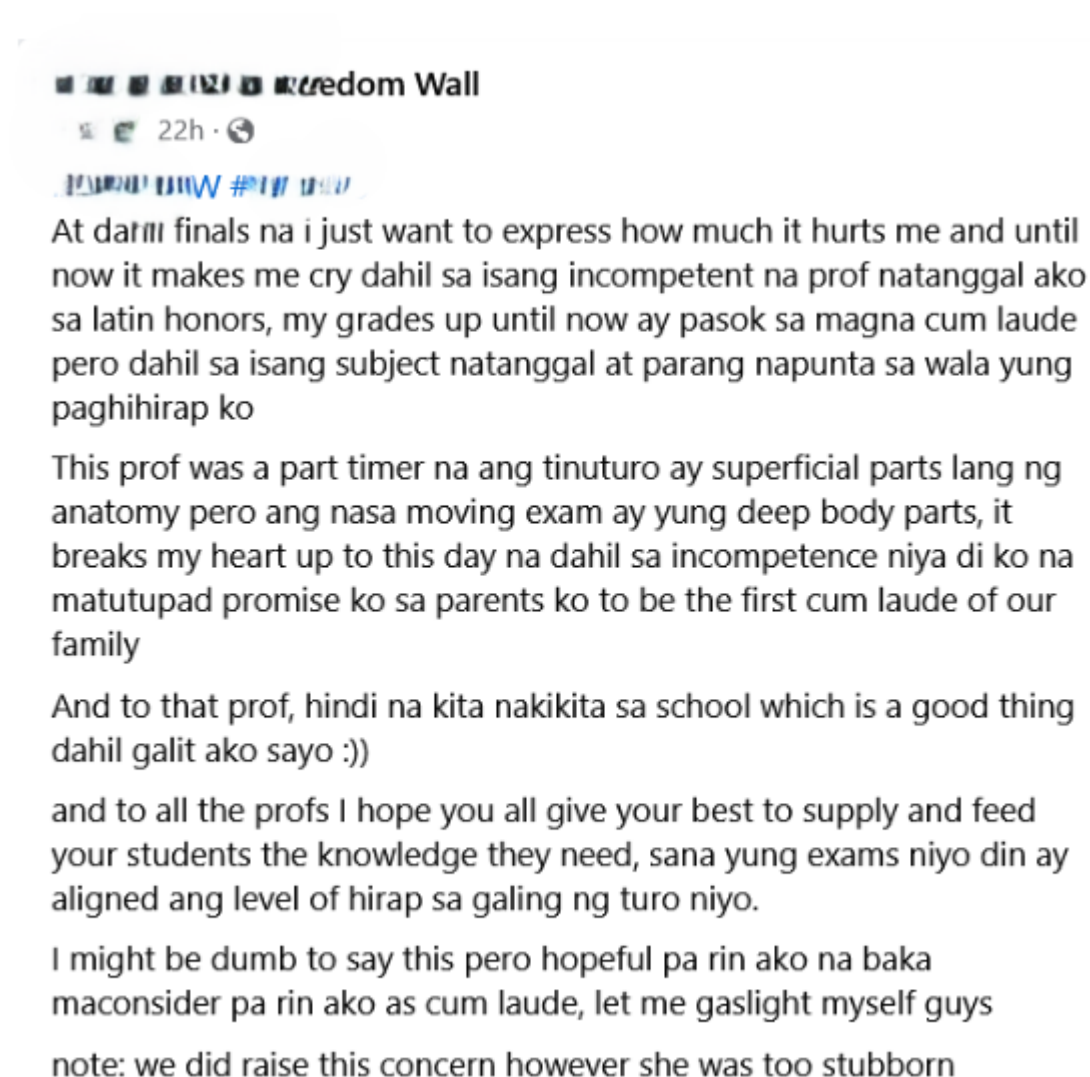 edom Wall
22h ·
At finals na i just want to express how much it hurts me and until
now it makes me cry dahil sa isang incompetent na prof natanggal ako
sa latin honors, my grades up until now ay pasok sa magna cum laude
pero dahil sa isang subject natanggal at parang napunta sa wala yung
paghihirap ko
This prof was a part timer na ang tinuturo ay superficial parts lang ng
anatomy pero ang nasa moving exam ay yung deep body parts, it
breaks my heart up to this day na dahil sa incompetence niya di ko na
matutupad promise ko sa parents ko to be the first cum laude of our
family
And to that prof, hindi na kita nakikita sa school which is a good thing
dahil galit ako sayo :))
and to all the profs I hope you all give your best to supply and feed
your students the knowledge they need, sana yung exams niyo din ay
aligned ang level of hirap sa galing ng turo niyo.
I might be dumb to say this pero hopeful pa rin ako na baka
maconsider pa rin ako as cum laude, let me gaslight myself guys
note: we did raise this concern however she was too stubborn